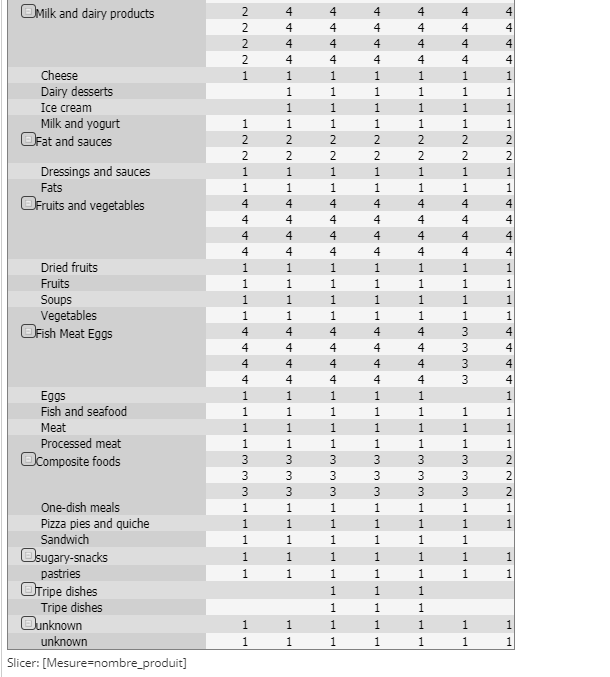 Milk and dairy products 2 4 4 4 4 4 4
2 4 4 4 4 4 4
2 4 4 4 4 4 4
2 4 4 4 4 4 4
Cheese 1 1 1 1 1 1 1
Dairy desserts 1 1 1 1 1 1
Ice cream 1 1 1 1 1 1
Milk and yogurt 1 1 1 1 1 1 1
Fat and sauces 2 2 2 2 2 2 2
2 2 2 2 2 2 2
Dressings and sauces 1 1 1 1 1 1 1
Fats 1 1 1 1 1 1 1
Fruits and vegetables 4 4 4 4 4 4 4
4 4 4 4 4 4 4
4 4 4 4 4 4 4
4 4 4 4 4 4 4
Dried fruits 1 1 1 1 1 1 1
Fruits 1 1 1 1 1 1 1
Soups 1 1 1 1 1 1 1
Vegetables 1 1 1 1 1 1 1
Fish Meat Eggs 4 4 4 4 4 3 4
4 4 4 4 4 3 4
4 4 4 4 4 3 4
4 4 4 4 4 3 4
Eggs 1 1 1 1 1 1
Fish and seafood 1 1 1 1 1 1 1
Meat 1 1 1 1 1 1 1
Processed meat 1 1 1 1 1 1 1
Composite foods 3 3 3 3 3 3 2
3 3 3 3 3 3 2
3 3 3 3 3 3 2
One-dish meals 1 1 1 1 1 1 1
Pizza pies and quiche 1 1 1 1 1 1 1
Sandwich 1 1 1 1 1 1
sugary-snacks 1 1 1 1 1 1 1
pastries 1 1 1 1 1 1 1
Tripe dishes 1 1 1
Tripe dishes 1 1 1
unknown 1 1 1 1 1 1 1
unknown 1 1 1 1 1 1 1
Slicer: [Mesure=nombre_produit]